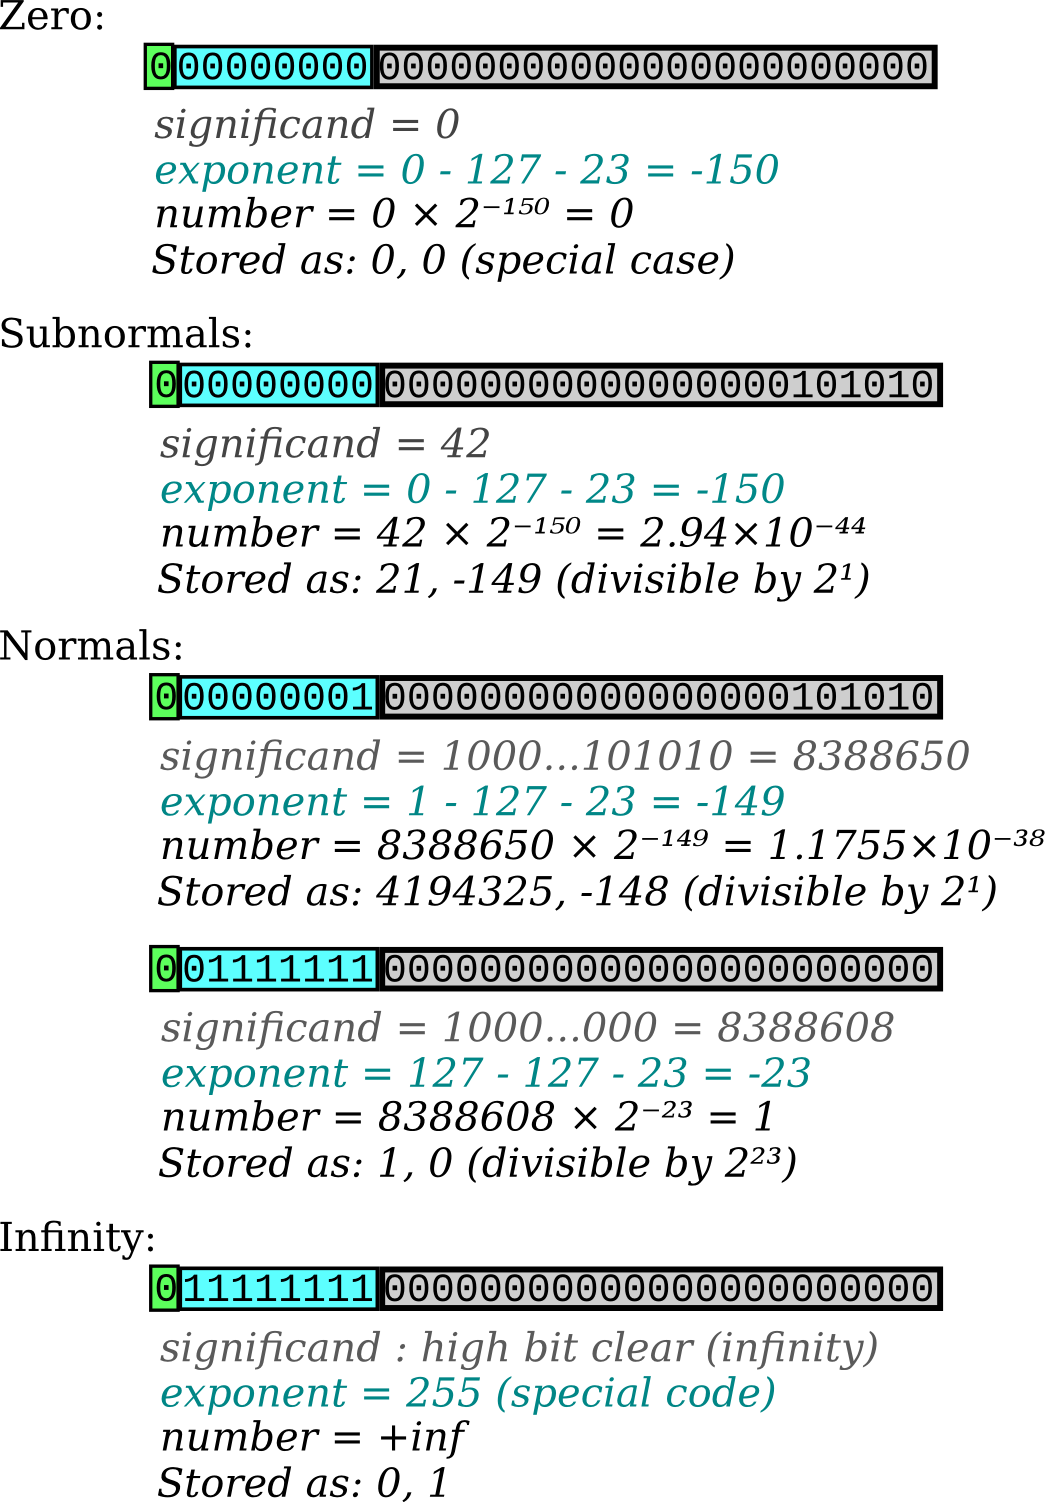 Zero:
0 00000000 00000000000000000000000
significand = 0
exponent = 0 - 127 - 23 = -150
number = 0 × 2⁻¹⁵⁰ = 0
Stored as: 0, 0 (special case)
Subnormals:
0 00000000 00000000000000000101010
significand = 42
exponent = 0 - 127 - 23 = -150
number = 42 × 2⁻¹⁵⁰ = 2.94×10⁻⁴⁴
Stored as: 21, -149 (divisible by 2¹)
Normals:
0 00000001 00000000000000000101010
significand = 1000...101010 = 8388650
exponent = 1 - 127 - 23 = -149
number = 8388650 × 2⁻¹⁴⁹ = 1.1755×10⁻³⁸
Stored as: 4194325, -148 (divisible by 2¹)
0 01111111 00000000000000000000000
significand = 1000...000 = 8388608
exponent = 127 - 127 - 23 = -23
number = 8388608 × 2⁻²³ = 1
Stored as: 1, 0 (divisible by 2²³)
Infinity:
0 11111111 00000000000000000000000
significand : high bit clear (infinity)
exponent = 255 (special code)
number = +inf
Stored as: 0, 1